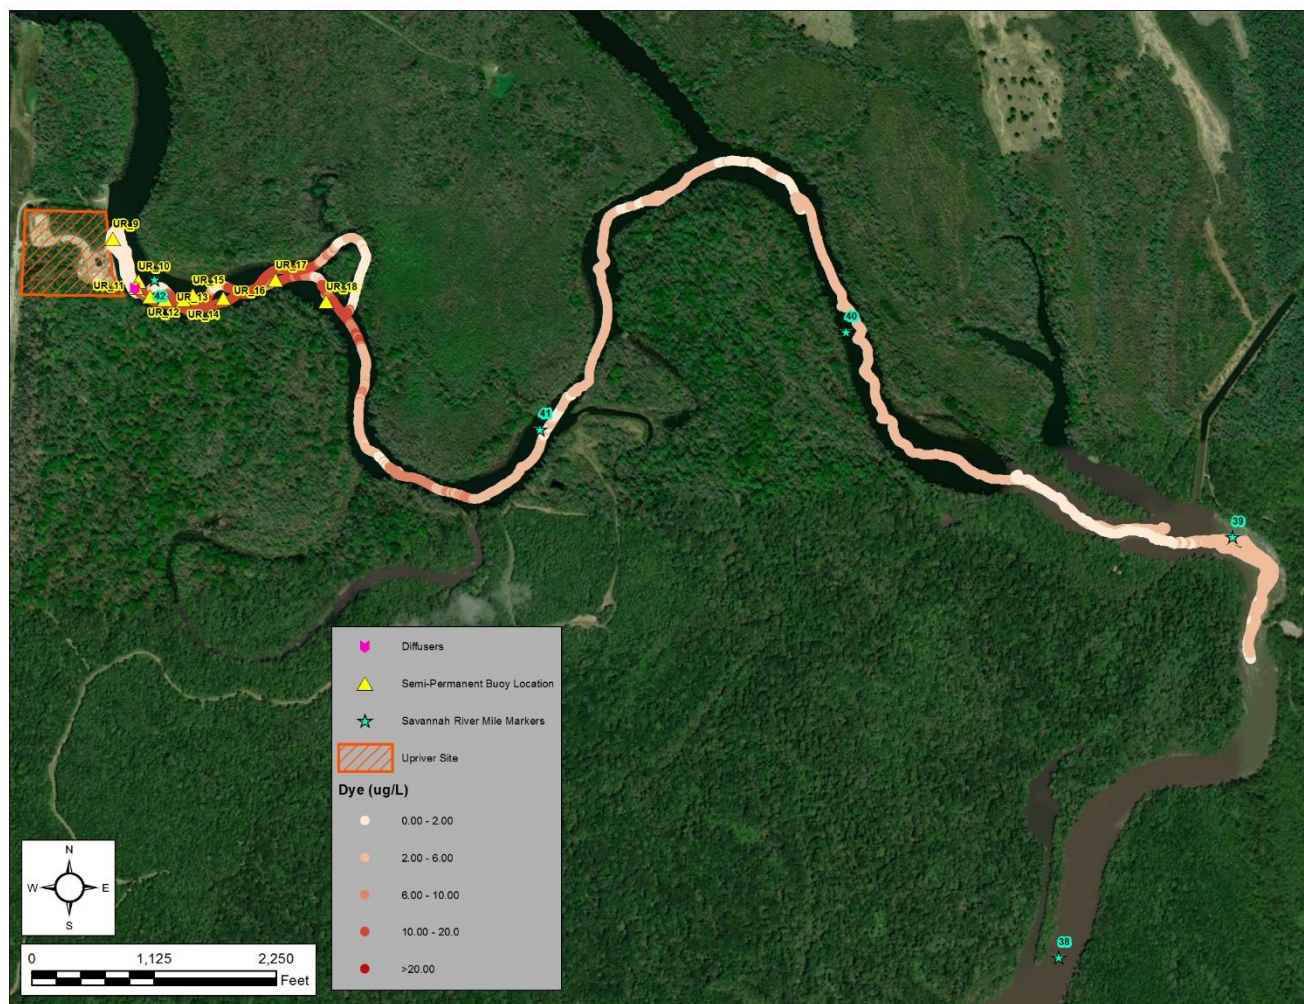 UR_9
UR_10
UR_11
42
UR_12
UR_13
UR_14
UR_15
UR_16
UR_17
UR_18
40
41
39
Diffusers
Semi-Permanent Buoy Location
Savannah River Mile Markers
Upriver Site
Dye (ug/L)
0.00 - 2.00
2.00 - 6.00
6.00 - 10.00
10.00 - 20.0
>20.00
N
W E
S
0 1,125 2,250
Feet
38